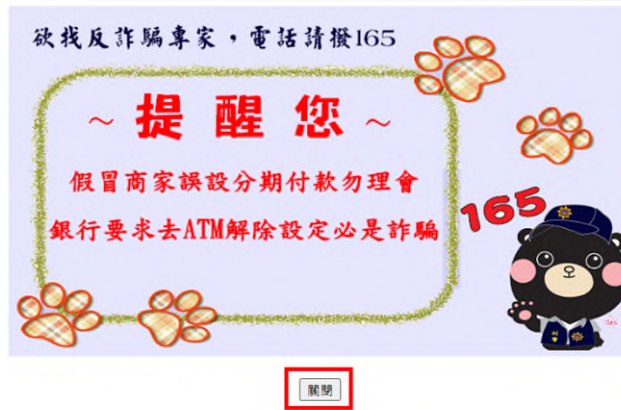 欲找反詐騙專家，電話請撥165
~ 提 醒 您 ~
假冒商家誤設分期付款勿理會
銀行要求去ATM解除設定必是詐騙
165
關閉